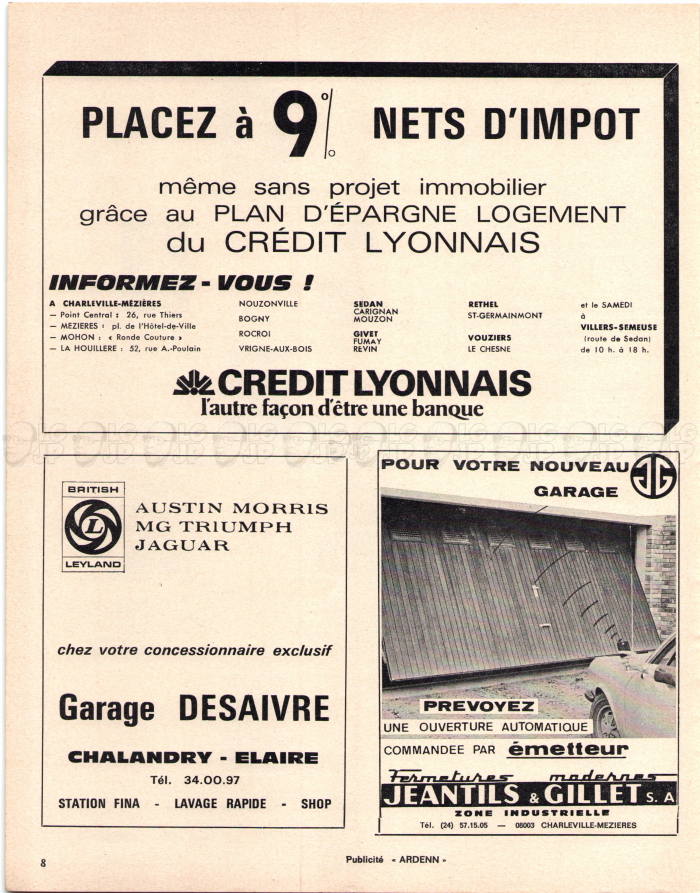 PLACEZ à 9% NETS D'IMPOT
même sans projet immobilier
grâce au PLAN D'ÉPARGNE LOGEMENT
du CRÉDIT LYONNAIS
INFORMEZ - VOUS !
A CHARLEVILLE-MÉZIÈRES
— Point Central : 26, rue Thiers
— MEZIERES : pl. de l'Hôtel-de-Ville
— MOHON : « Ronde Couture »
— LA HOUILLERE : 52, rue A.-Poulain
NOUZONVILLE
BOGNY
ROCROI
VRIGNE-AUX-BOIS
SEDAN
CARIGNAN
MOUZON
GIVET
FUMAY
REVIN
RETHEL
ST-GERMAINMONT
VOUZIERS
LE CHESNE
et le SAMEDI
à
VILLERS-SEMEUSE
(route de Sedan)
de 10 h. à 18 h.
CREDIT LYONNAIS
l'autre façon d'être une banque
BRITISH
L
LEYLAND
AUSTIN MORRIS
MG TRIUMPH
JAGUAR
chez votre concessionnaire exclusif
Garage DESAIVRE
CHALANDRY - ELAIRE
Tél. 34.00.97
STATION FINA - LAVAGE RAPIDE - SHOP
POUR VOTRE NOUVEAU
GARAGE
JG
PREVOYEZ
UNE OUVERTURE AUTOMATIQUE
COMMANDEE PAR émetteur
Fermetures modernes
JEANTILS & GILLET S. A
ZONE INDUSTRIELLE
Tél. (24) 57.15.05 — 08003 CHARLEVILLE-MEZIERES
8
Publicité « ARDENN »